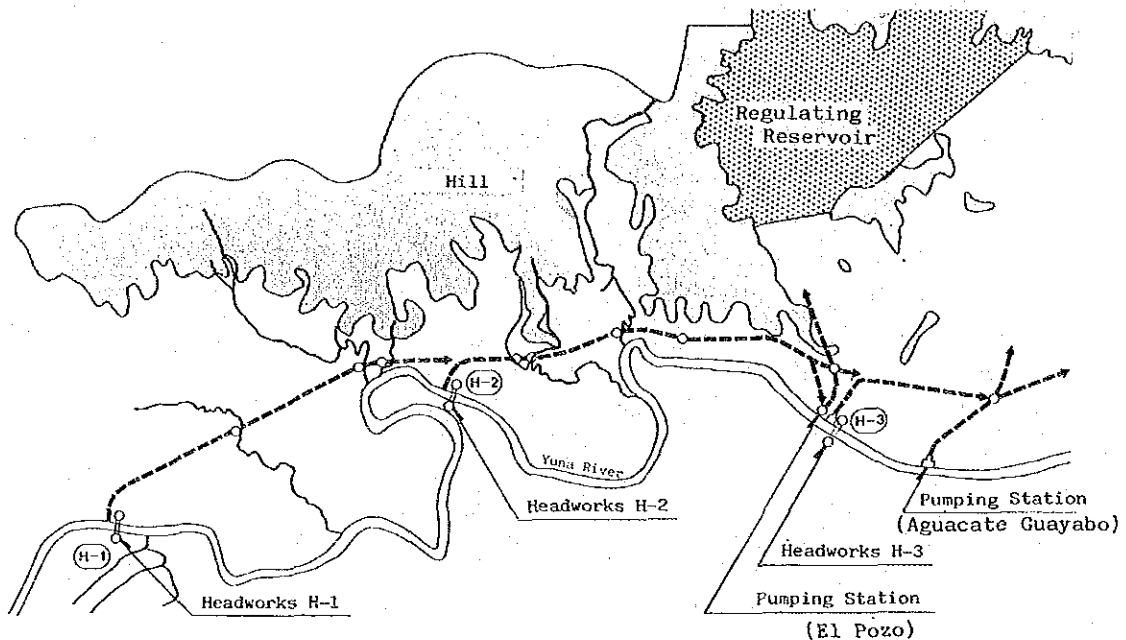 Regulating
Reservoir
Hill
H-2
H-3
Yuna River
Headworks H-2
Pumping Station
(Aguacate Guayabo)
H-1
Headworks H-3
Headworks H-1
Pumping Station
(El Pozo)